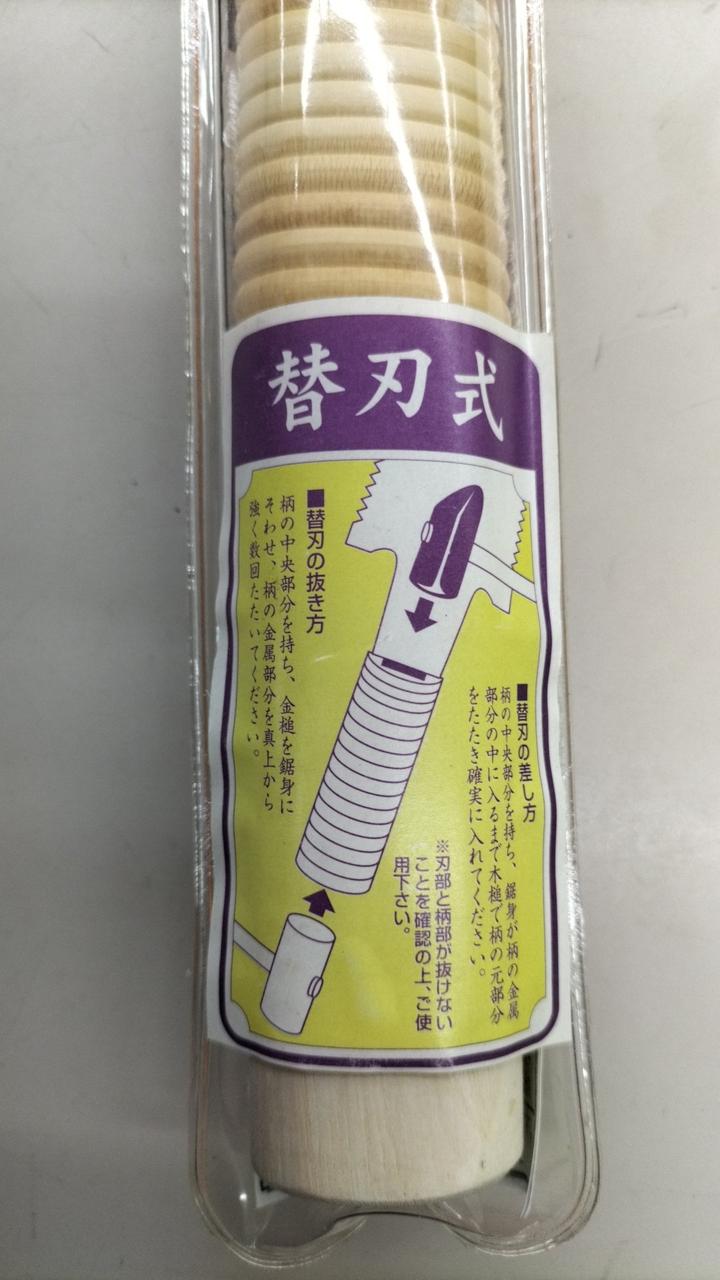 替刃式
■替刃の差し方
柄の中央部分を持ち、鋸身が柄の金属
部分の中に入るまで木槌で柄の元部分
をたたき確実に入れてください。
※刃部と柄部が抜けない
ことを確認の上、ご使
用下さい。
■替刃の抜き方
柄の中央部分を持ち、金槌を鋸身に
そわせ、柄の金属部分を真上から
強く数回たたいてください。